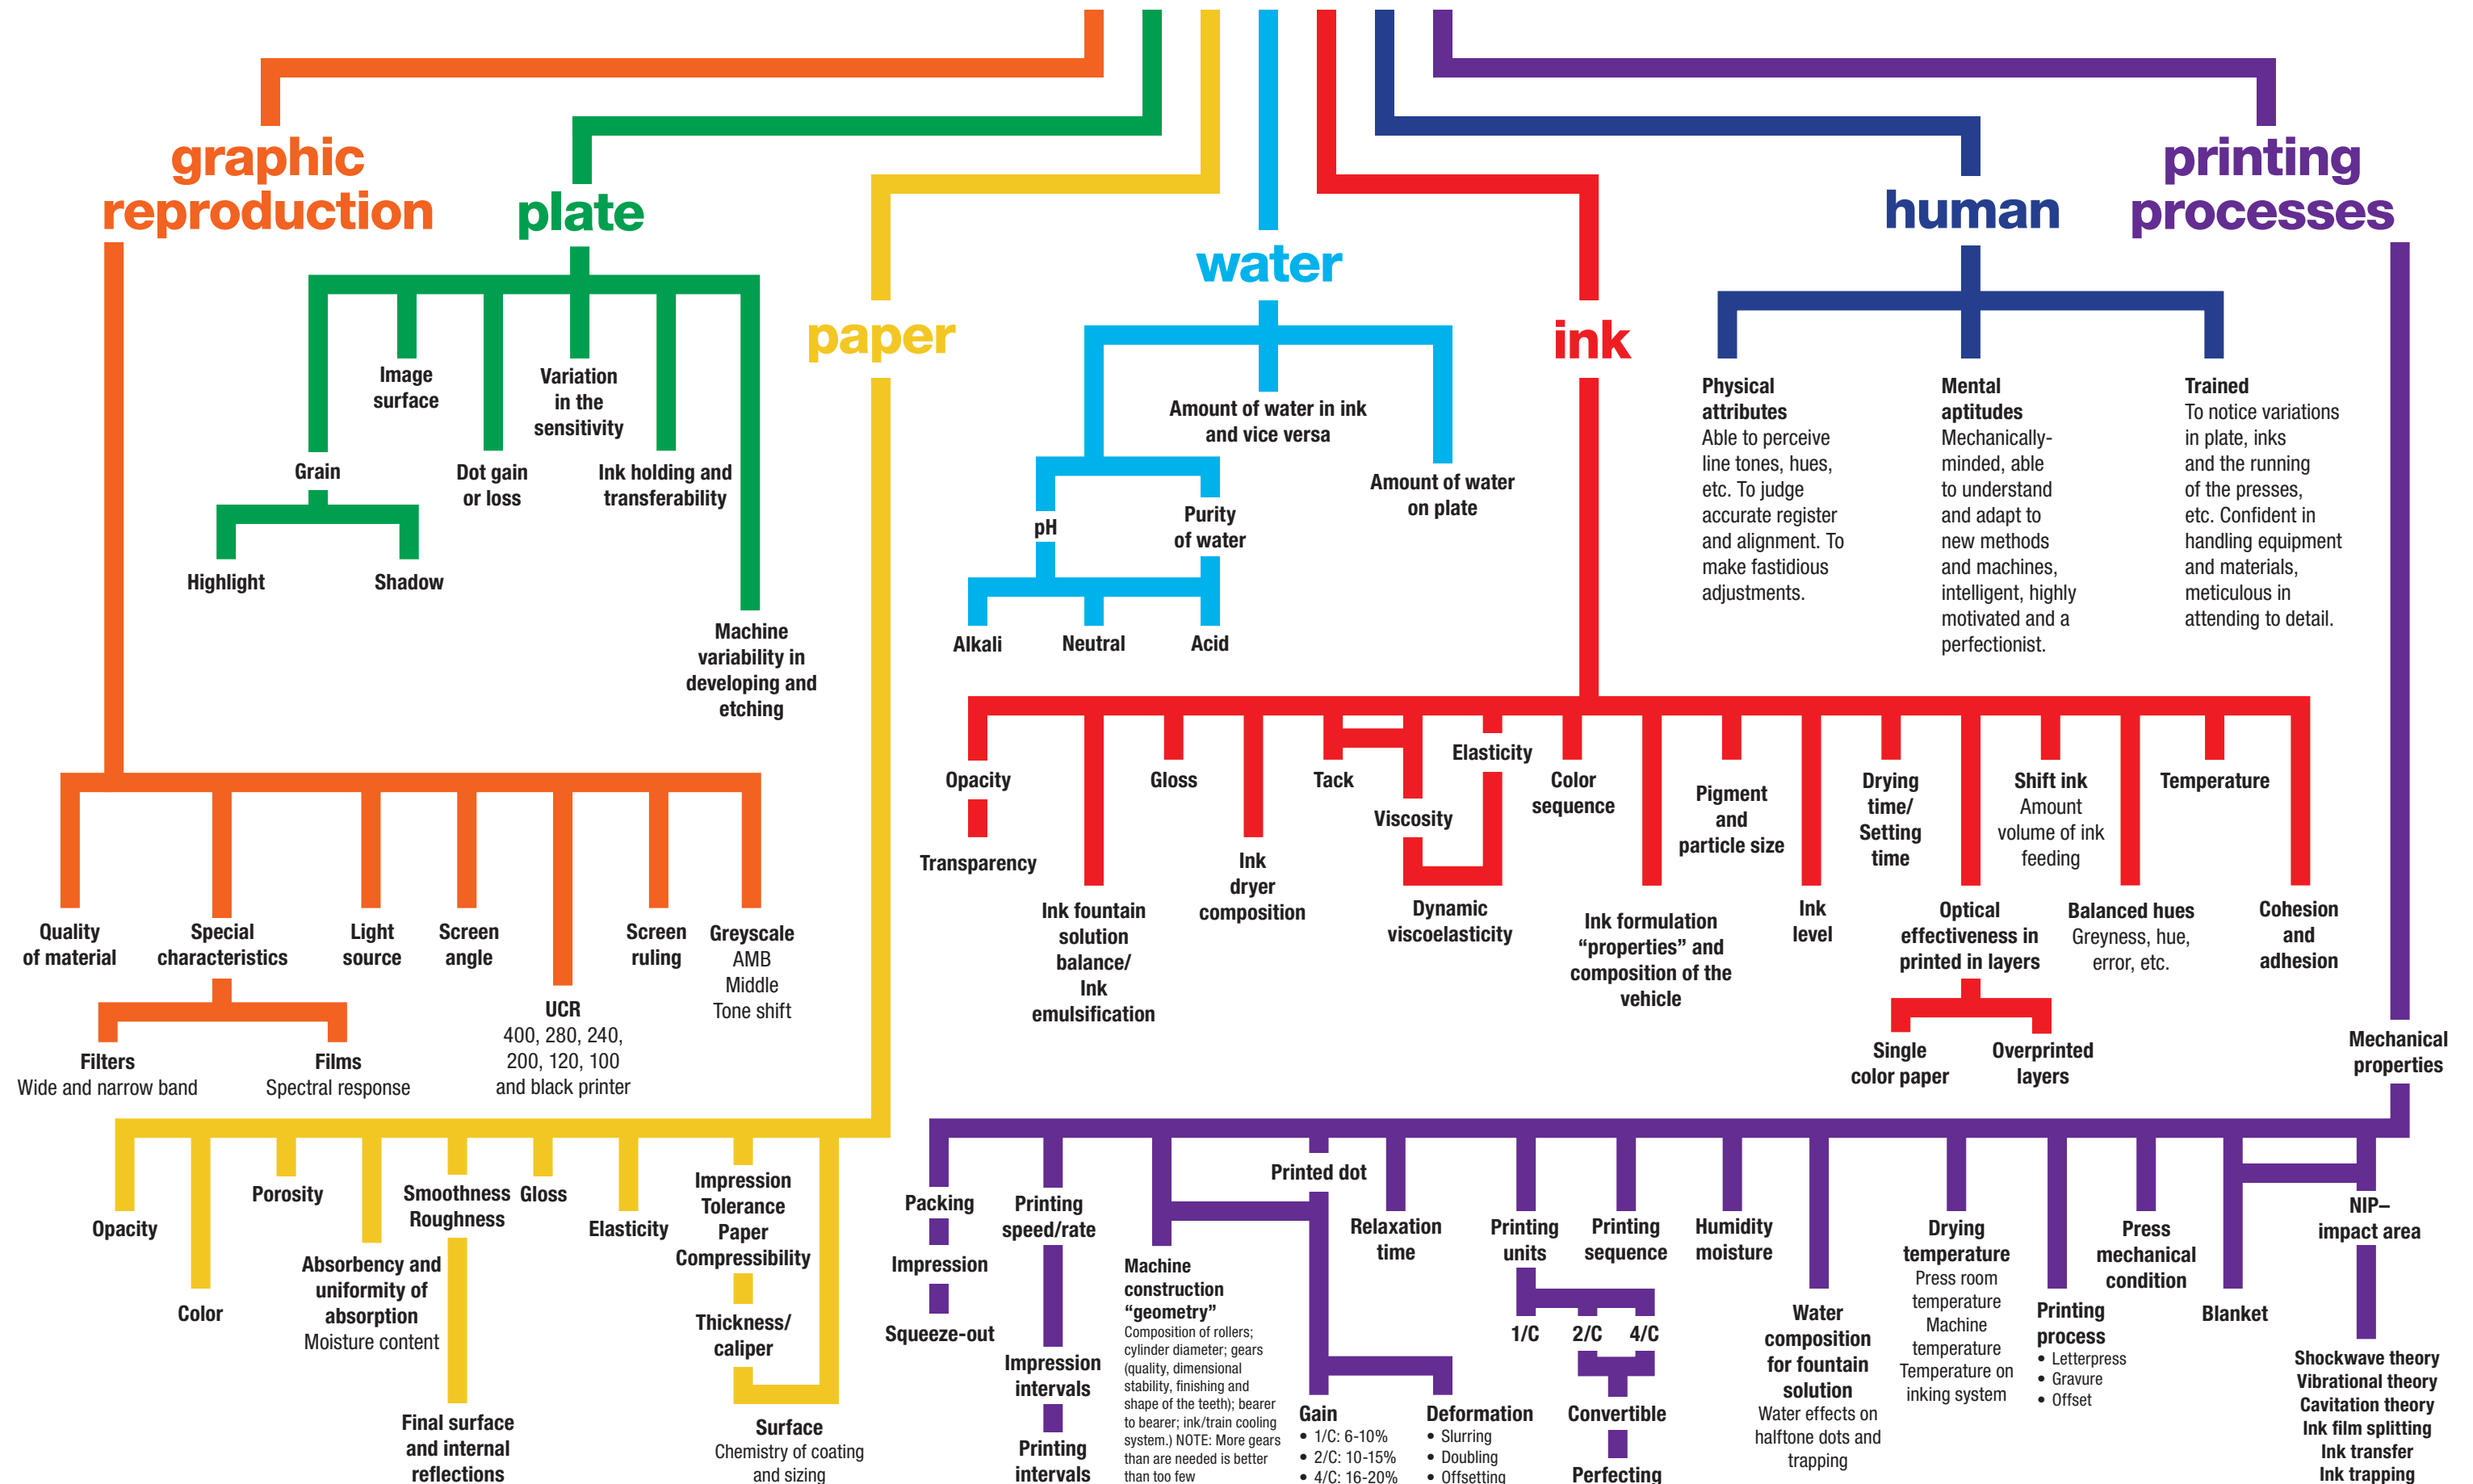 graphic
reproduction
plate
paper
water
ink
human
printing
processes
Image
surface
Variation
in the
sensitivity
Grain
Dot gain
or loss
Ink holding and
transferability
Highlight
Shadow
Machine
variability in
developing and
etching
Amount of water in ink
and vice versa
Amount of water
on plate
pH
Purity
of water
Alkali
Neutral
Acid
Physical
attributes
Able to perceive
line tones, hues,
etc. To judge
accurate register
and alignment. To
make fastidious
adjustments.
Mental
aptitudes
Mechanically-
minded, able
to understand
and adapt to
new methods
and machines,
intelligent, highly
motivated and a
perfectionist.
Trained
To notice variations
in plate, inks
and the running
of the presses,
etc. Confident in
handling equipment
and materials,
meticulous in
attending to detail.
Opacity
Transparency
Ink fountain
solution
balance/
Ink
emulsification
Gloss
Ink
dryer
composition
Tack
Viscosity
Elasticity
Dynamic
viscoelasticity
Color
sequence
Ink formulation
“properties” and
composition of the
vehicle
Pigment
and
particle size
Ink
level
Drying
time/
Setting
time
Optical
effectiveness in
printed in layers
Single
color paper
Overprinted
layers
Shift ink
Amount
volume of ink
feeding
Balanced hues
Greyness, hue,
error, etc.
Temperature
Cohesion
and
adhesion
Quality
of material
Special
characteristics
Filters
Wide and narrow band
Films
Spectral response
Light
source
Screen
angle
UCR
400, 280, 240,
200, 120, 100
and black printer
Screen
ruling
Greyscale
AMB
Middle
Tone shift
Mechanical
properties
Opacity
Color
Porosity
Absorbency and
uniformity of
absorption
Moisture content
Smoothness
Roughness
Final surface
and internal
reflections
Gloss
Elasticity
Impression
Tolerance
Paper
Compressibility
Thickness/
caliper
Surface
Chemistry of coating
and sizing
Packing
Impression
Squeeze-out
Printing
speed/rate
Impression
intervals
Printing
intervals
Machine
construction
“geometry”
Composition of rollers;
cylinder diameter; gears
(quality, dimensional
stability, finishing and
shape of the teeth); bearer
to bearer; ink/train cooling
system.) NOTE: More gears
than are needed is better
than too few
Printed dot
Gain
• 1/C: 6-10%
• 2/C: 10-15%
• 4/C: 16-20%
Deformation
• Slurring
• Doubling
• Offsetting
Relaxation
time
Printing
units
1/C
2/C
4/C
Convertible
Perfecting
Printing
sequence
Humidity
moisture
Water
composition
for fountain
solution
Water effects on
halftone dots and
trapping
Drying
temperature
Press room
temperature
Machine
temperature
Temperature on
inking system
Printing
process
• Letterpress
• Gravure
• Offset
Press
mechanical
condition
Blanket
NIP–
impact area
Shockwave theory
Vibrational theory
Cavitation theory
Ink film splitting
Ink transfer
Ink trapping